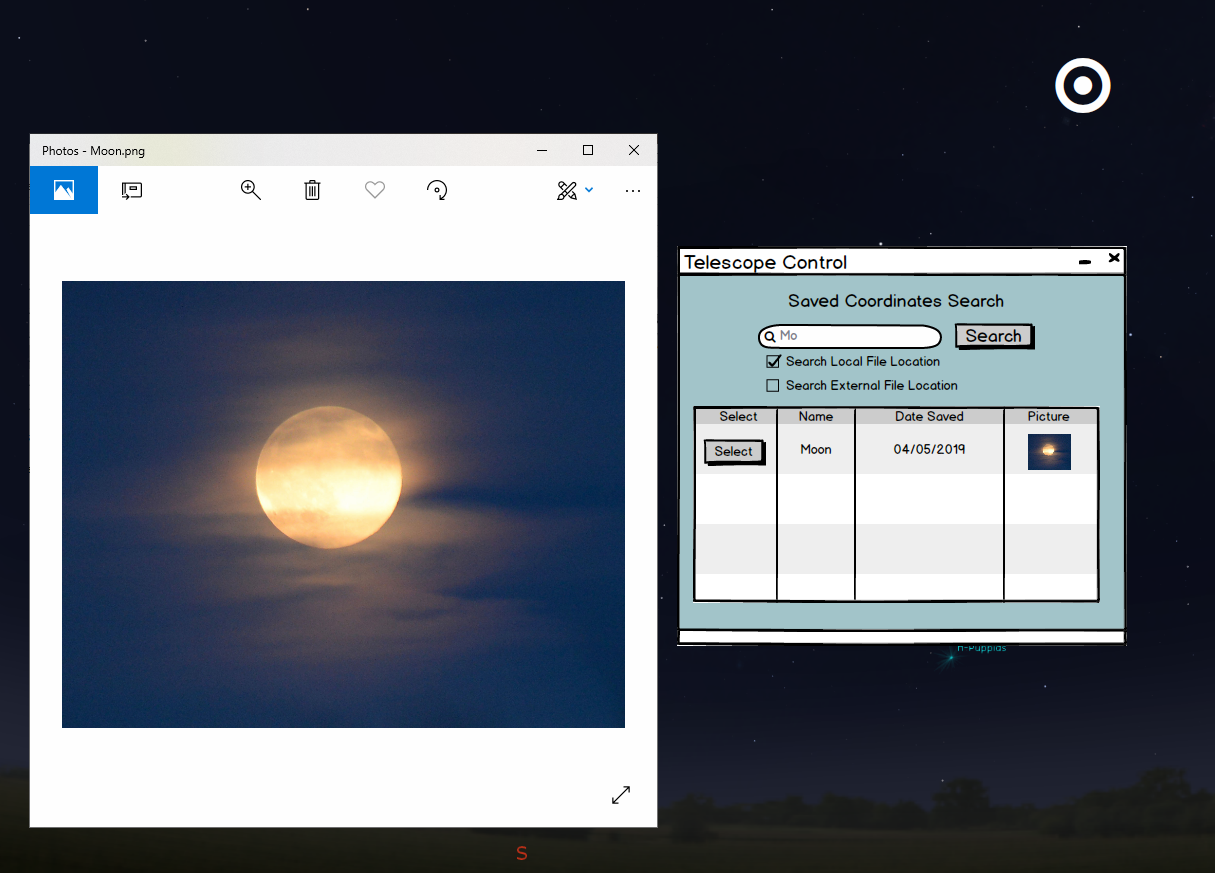 Photos - Moon.png
Telescope Control
Saved Coordinates Search
Mo
Search
Search Local File Location
Search External File Location
Select Name Date Saved Picture
Select Moon 04/05/2019
S